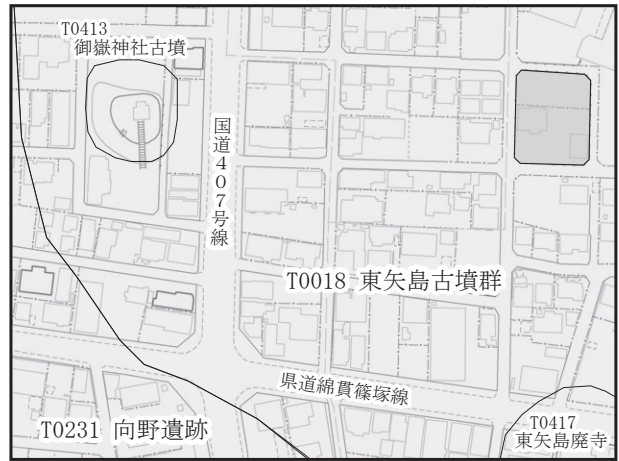 T0413
御嶽神社古墳
国道407号線
T0018 東矢島古墳群
県道綿貫篠塚線
T0231 向野遺跡
T0417
東矢島廃寺